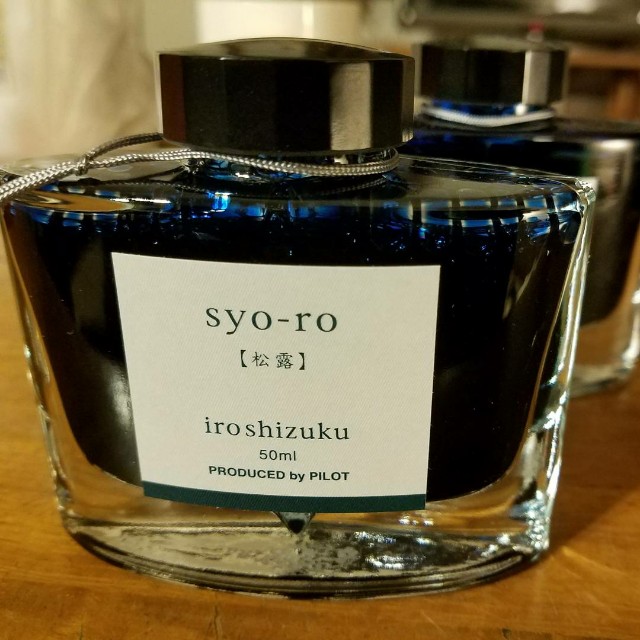 syo-ro
【松露】
iroshizuku
50ml
PRODUCED by PILOT